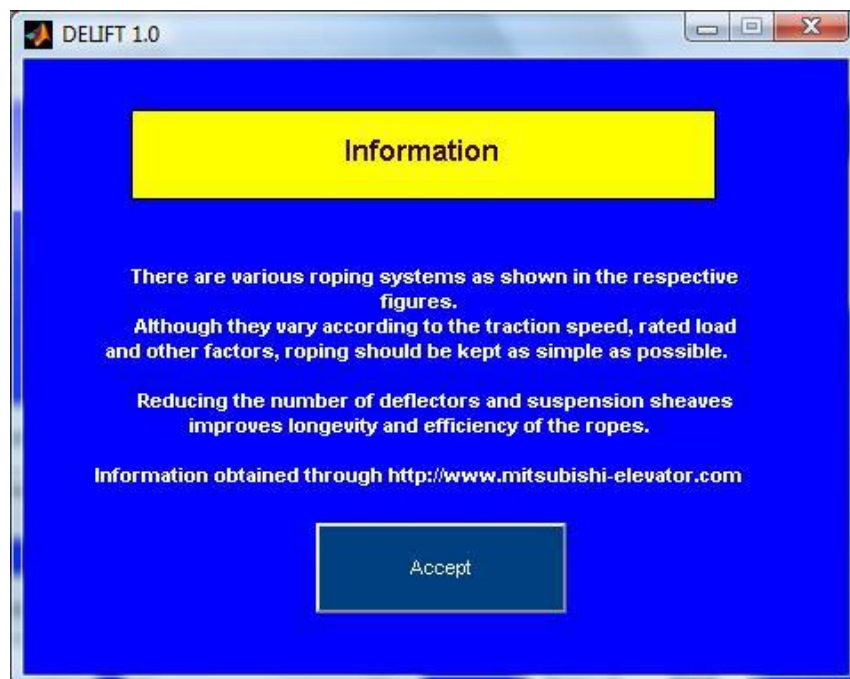 DELIFT 1.0
Information
There are various roping systems as shown in the respective
figures.
Although they vary according to the traction speed, rated load
and other factors, roping should be kept as simple as possible.
Reducing the number of deflectors and suspension sheaves
improves longevity and efficiency of the ropes.
Information obtained through http://www.mitsubishi-elevator.com
Accept